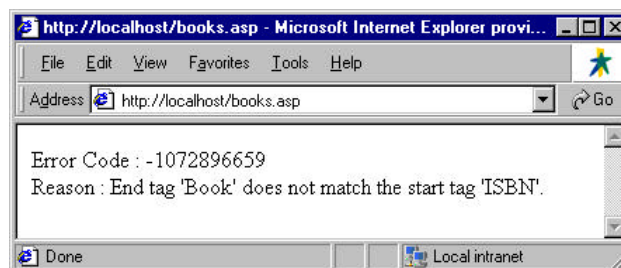 http://localhost/books.asp - Microsoft Internet Explorer provi...
File Edit View Favorites Tools Help
Address http://localhost/books.asp Go
Error Code : -1072896659
Reason : End tag 'Book' does not match the start tag 'ISBN'.
Done Local intranet